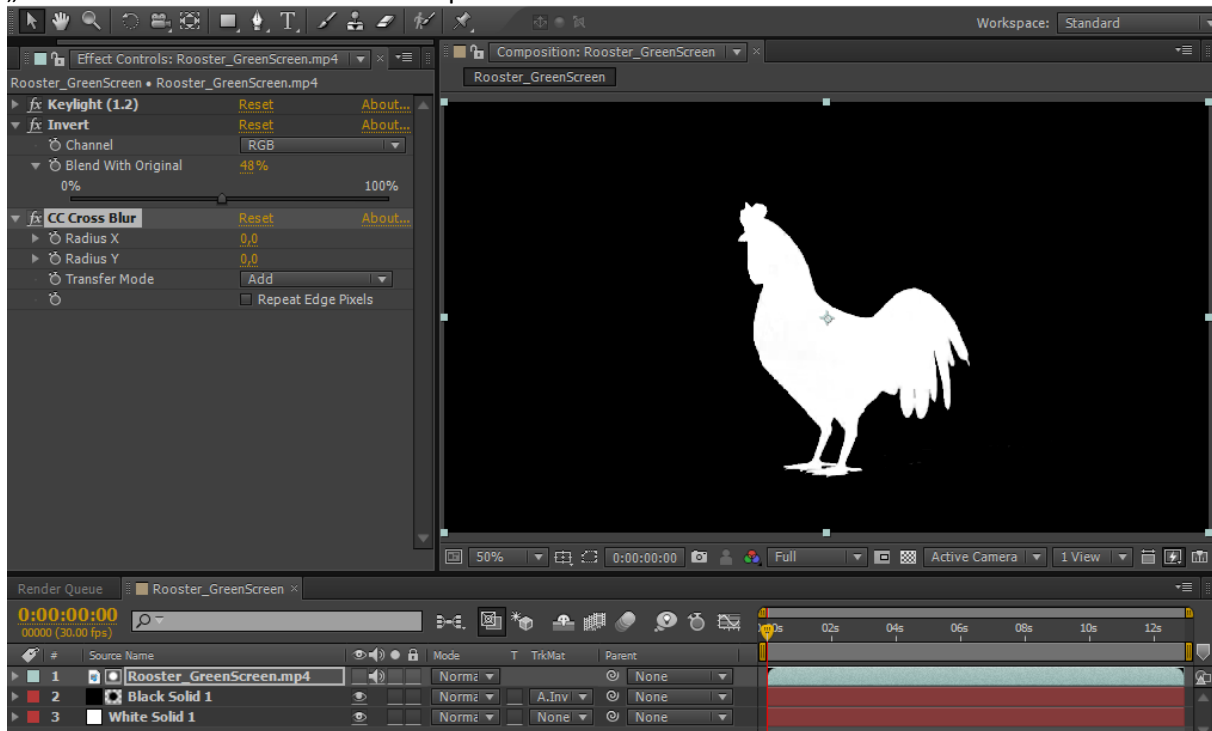 Workspace: Standard
Effect Controls: Rooster_GreenScreen.mp4
Composition: Rooster_GreenScreen
Rooster_GreenScreen • Rooster_GreenScreen.mp4
Rooster_GreenScreen
fx Keylight (1.2) Reset About...
fx Invert Reset About...
Channel RGB
Blend With Original 48%
0% 100%
fx CC Cross Blur Reset About...
Radius X 0,0
Radius Y 0,0
Transfer Mode Add
Repeat Edge Pixels
50% 0:00:00:00 Full Active Camera 1 View
Render Queue Rooster_GreenScreen
0:00:00:00
00000 (30.00 fps)
02s 04s 06s 08s 10s 12s
# Source Name Mode T TrkMat Parent
1 Rooster_GreenScreen.mp4 Norma None
2 Black Solid 1 Norma A.Inv None
3 White Solid 1 Norma None None